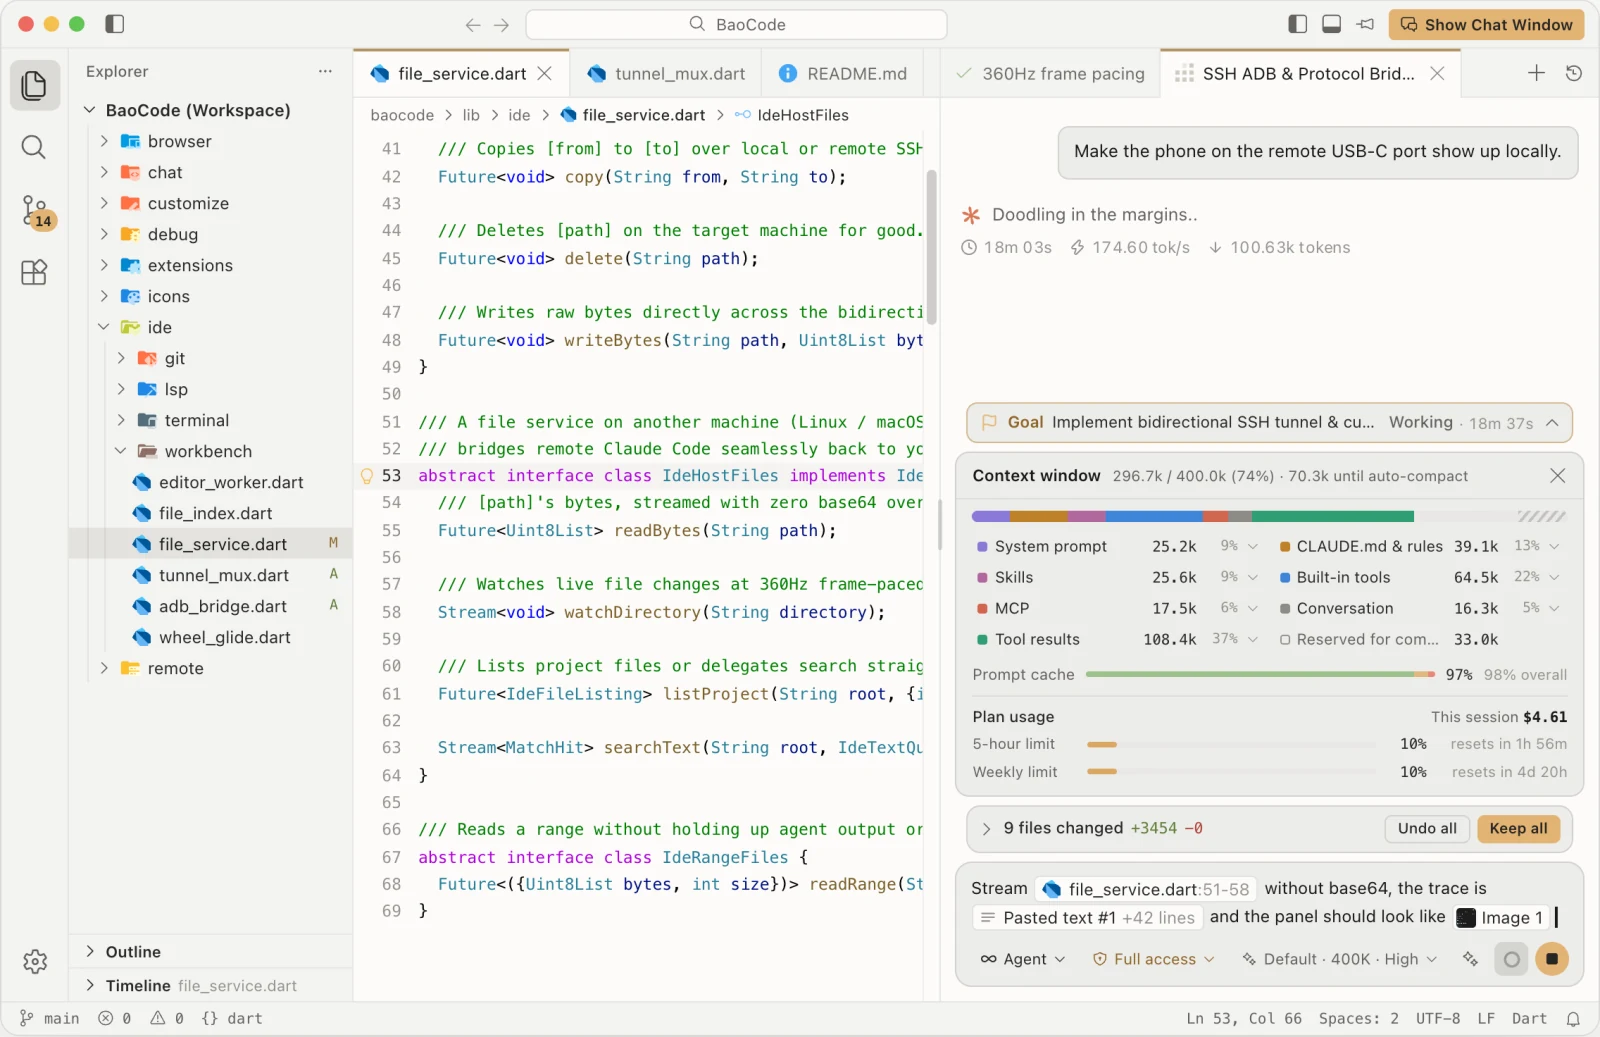 BaoCode
Show Chat Window
Explorer
BaoCode (Workspace)
browser
chat
customize
debug
extensions
icons
ide
git
lsp
terminal
workbench
editor_worker.dart
file_index.dart
file_service.dart M
tunnel_mux.dart A
adb_bridge.dart A
wheel_glide.dart
remote
14
Outline
Timeline file_service.dart
file_service.dart
tunnel_mux.dart
README.md
baocode > lib > ide > file_service.dart > IdeHostFiles
41 /// Copies [from] to [to] over local or remote SSH
42 Future<void> copy(String from, String to);
43
44 /// Deletes [path] on the target machine for good.
45 Future<void> delete(String path);
46
47 /// Writes raw bytes directly across the bidirecti
48 Future<void> writeBytes(String path, Uint8List byt
49 }
50
51 /// A file service on another machine (Linux / macOS
52 /// bridges remote Claude Code seamlessly back to yo
53 abstract interface class IdeHostFiles implements Ide
54 /// [path]'s bytes, streamed with zero base64 over
55 Future<Uint8List> readBytes(String path);
56
57 /// Watches live file changes at 360Hz frame-paced
58 Stream<void> watchDirectory(String directory);
59
60 /// Lists project files or delegates search straig
61 Future<IdeFileListing> listProject(String root, {i
62
63 Stream<MatchHit> searchText(String root, IdeTextQu
64 }
65
66 /// Reads a range without holding up agent output or
67 abstract interface class IdeRangeFiles {
68 Future<({Uint8List bytes, int size})> readRange(St
69 }
360Hz frame pacing
SSH ADB & Protocol Brid...
Make the phone on the remote USB-C port show up locally.
Doodling in the margins..
18m 03s 174.60 tok/s ↓ 100.63k tokens
Goal Implement bidirectional SSH tunnel & cu... Working · 18m 37s
Context window 296.7k / 400.0k (74%) · 70.3k until auto-compact
System prompt 25.2k 9% CLAUDE.md & rules 39.1k 13%
Skills 25.6k 9% Built-in tools 64.5k 22%
MCP 17.5k 6% Conversation 16.3k 5%
Tool results 108.4k 37% Reserved for com... 33.0k
Prompt cache 97% 98% overall
Plan usage This session $4.61
5-hour limit 10% resets in 1h 56m
Weekly limit 10% resets in 4d 20h
9 files changed +3454 −0 Undo all Keep all
Stream file_service.dart:51-58 without base64, the trace is
Pasted text #1 +42 lines and the panel should look like Image 1
Agent Full access Default · 400K · High
main 0 0 {} dart
Ln 53, Col 66 Spaces: 2 UTF-8 LF Dart